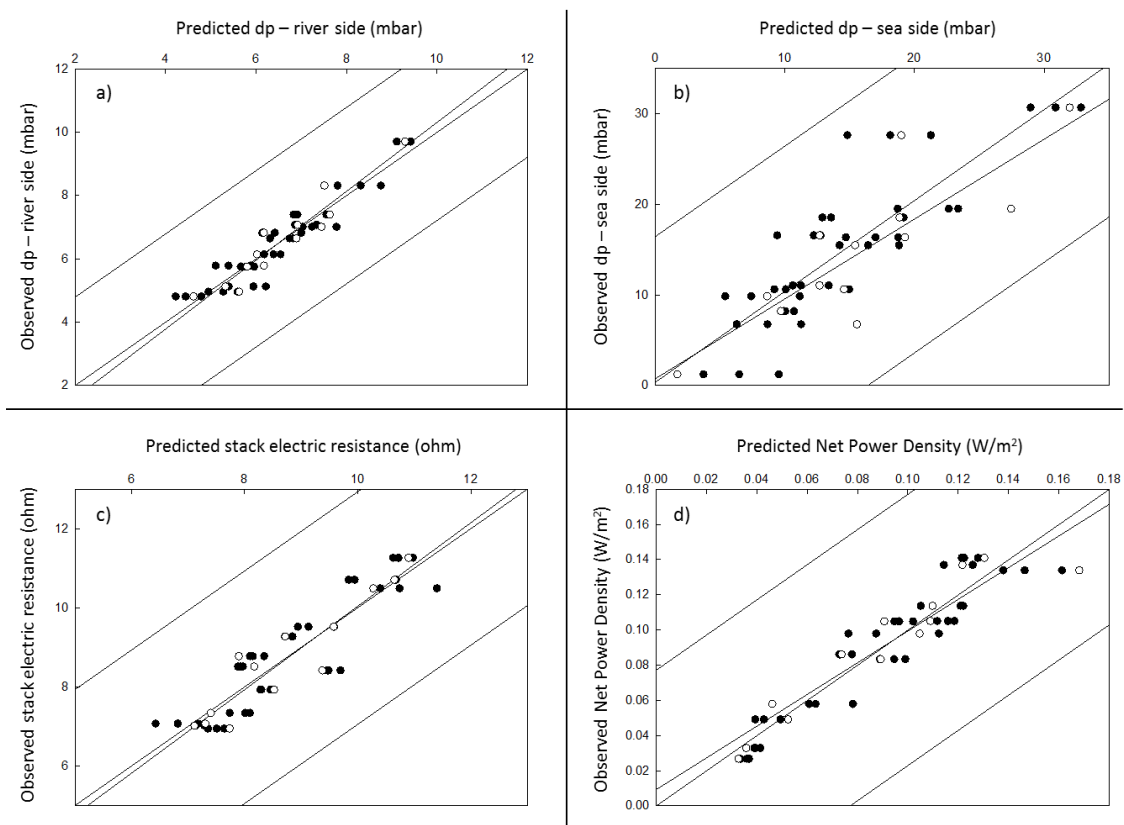 Predicted dp – river side (mbar)
2 4 6 8 10 12
a)
Observed dp – river side (mbar)
12
10
8
6
4
2
Predicted dp – sea side (mbar)
0 10 20 30
b)
Observed dp – sea side (mbar)
30
20
10
0
Predicted stack electric resistance (ohm)
6 8 10 12
c)
Observed stack electric resistance (ohm)
12
10
8
6
Predicted Net Power Density (W/m²)
0.00 0.02 0.04 0.06 0.08 0.10 0.12 0.14 0.16 0.18
d)
Observed Net Power Density (W/m²)
0.18
0.16
0.14
0.12
0.10
0.08
0.06
0.04
0.02
0.00